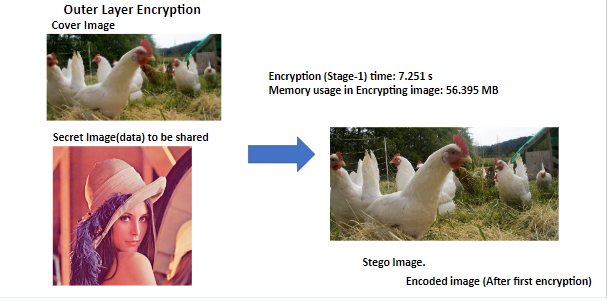 Outer Layer Encryption
Cover Image
Encryption (Stage-1) time: 7.251 s
Memory usage in Encrypting image: 56.395 MB
Secret Image(data) to be shared
Stego Image.
Encoded image (After first encryption)